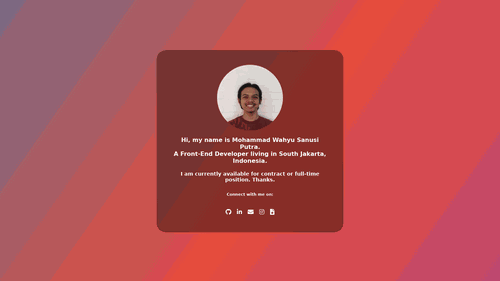 Hi, my name is Mohammad Wahyu Sanusi
Putra.
A Front-End Developer living in South Jakarta,
Indonesia.
I am currently available for contract or full-time
position. Thanks.
Connect with me on: